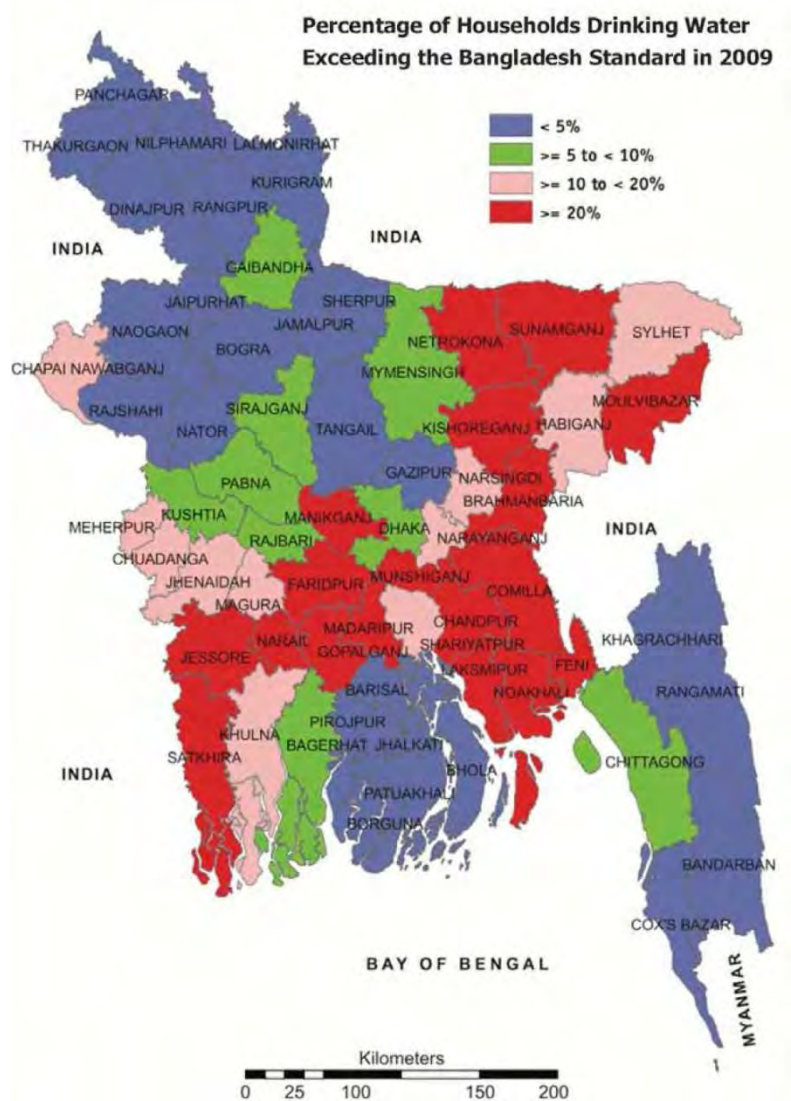 Percentage of Households Drinking Water
Exceeding the Bangladesh Standard in 2009
< 5%
>= 5 to < 10%
>= 10 to < 20%
>= 20%
PANCHAGAR
THAKURGAON
NILPHAMARI
LALMONIRHAT
KURIGRAM
DINAJPUR
RANGPUR
INDIA
INDIA
GAIBANDHA
JAIPURHAT
SHERPUR
NAOGAON
JAMALPUR
BOGRA
NETROKONA
SUNAMGANJ
SYLHET
CHAPAI NAWABGANJ
MYMENSINGH
RAJSHAHI
SIRAJGANJ
MOULVIBAZAR
NATOR
TANGAIL
KISHOREGANJ
HABIGANJ
GAZIPUR
NARSINGDI
PABNA
BRAHMANBARIA
MEHERPUR
KUSHTIA
MANIKGANJ
DHAKA
INDIA
RAJBARI
NARAYANGANJ
CHUADANGA
JHENAIDAH
FARIDPUR
MUNSHIGANJ
COMILLA
MAGURA
MADARIPUR
CHANDPUR
NARAIL
GOPALGANJ
SHARIYATPUR
KHAGRACHHARI
JESSORE
LAKSMIPUR
FENI
BARISAL
NOAKHALI
RANGAMATI
PIROJPUR
KHULNA
BAGERHAT
JHALKATI
SATKHIRA
CHITTAGONG
INDIA
BHOLA
PATUAKHALI
BORGUNA
BANDARBAN
COX'S BAZAR
BAY OF BENGAL
MYANMAR
Kilometers
0 25 100 150 200